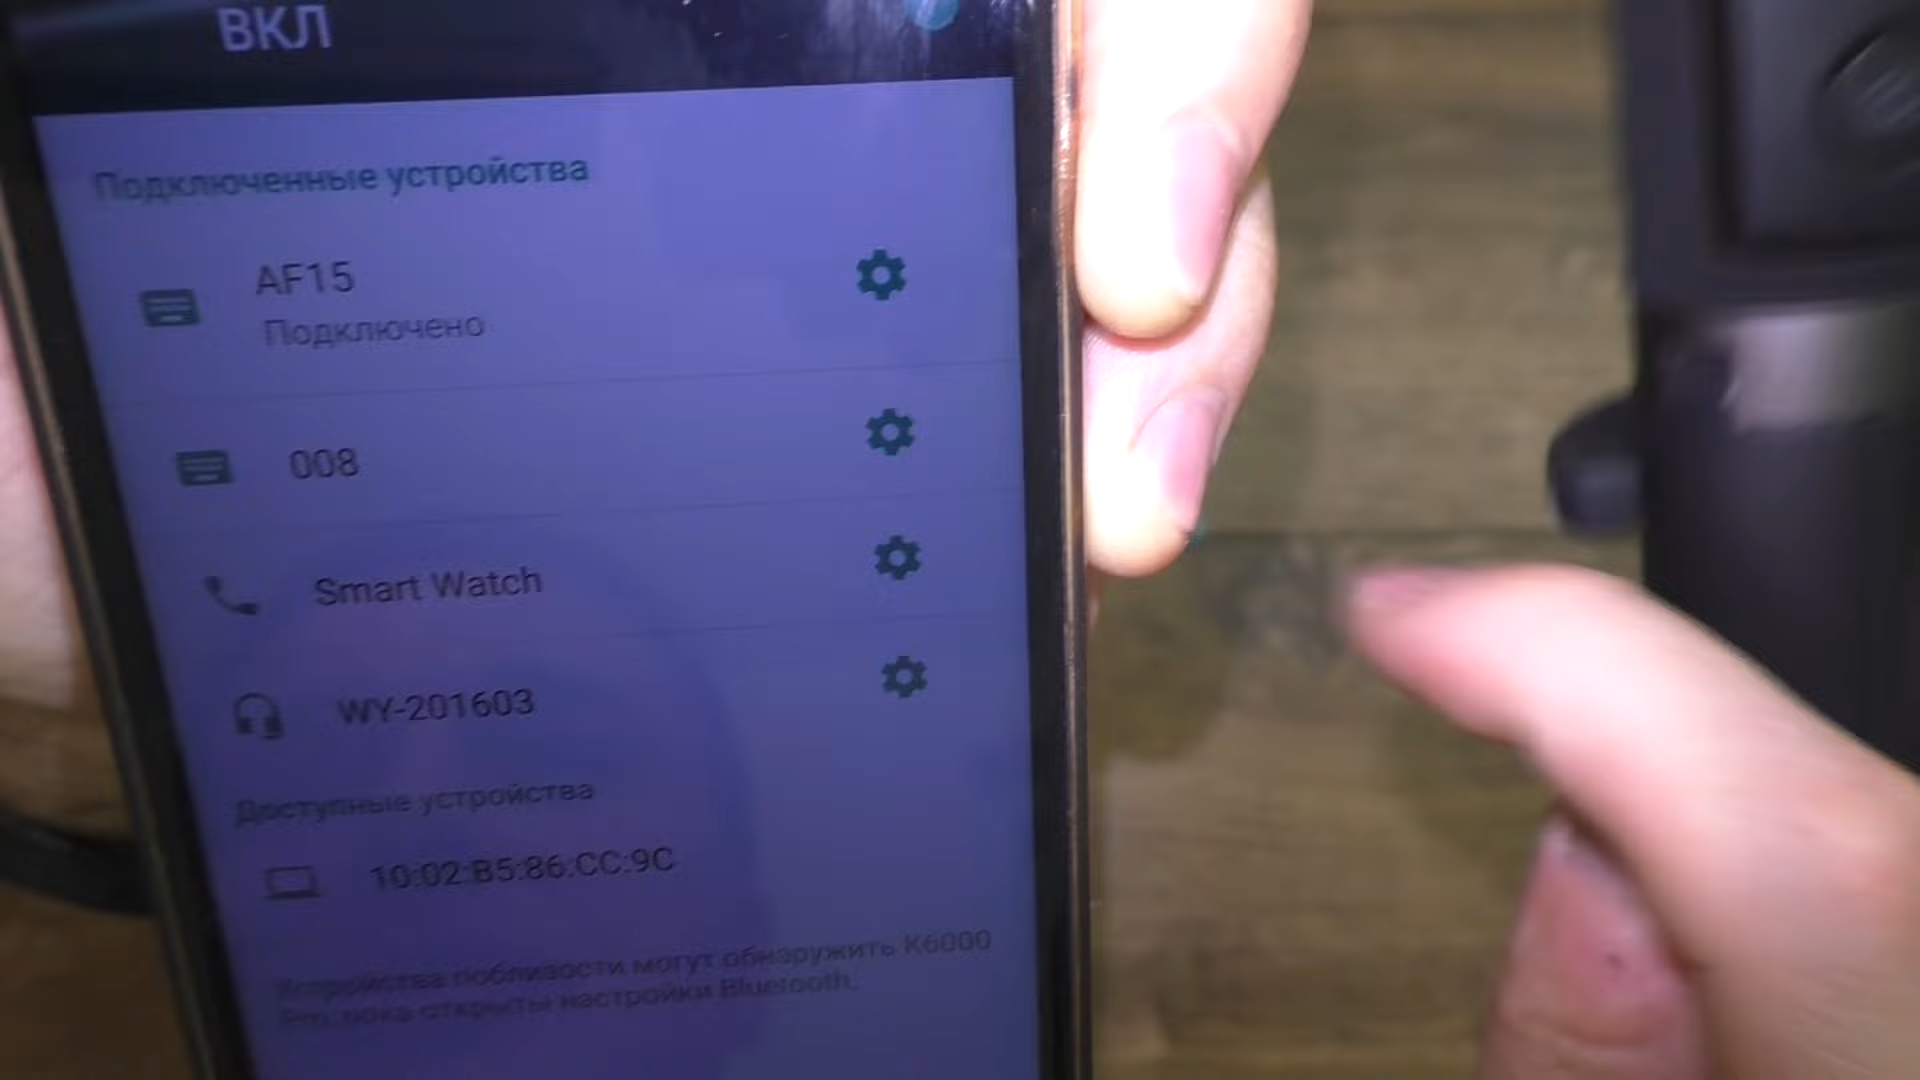 ВКЛ
Подключенные устройства
AF15
Подключено
008
Smart Watch
WY-201603
Доступные устройства
10:02:B5:86:CC:9C
Устройства поблизости могут обнаружить K6000
Pro, пока открыты настройки Bluetooth.